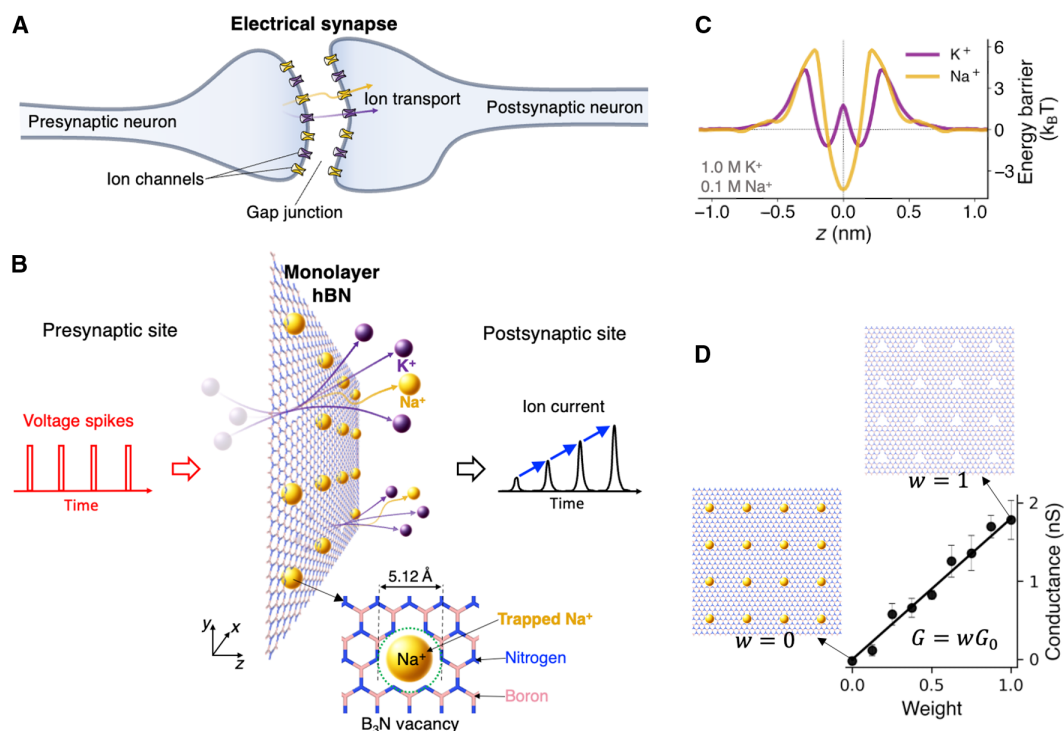 A
Electrical synapse
Ion transport
Presynaptic neuron
Postsynaptic neuron
Ion channels
Gap junction
B
Monolayer
hBN
Presynaptic site
Postsynaptic site
K+
Na+
Voltage spikes
Ion current
Time
Time
5.12 Å
y
x
z
Trapped Na+
Na+
Nitrogen
Boron
B₃N vacancy
C
K+
Na+
6
3
0
−3
Energy barrier
(kBT)
1.0 M K+
0.1 M Na+
−1.0
−0.5
0.0
0.5
1.0
z (nm)
D
w = 1
w = 0
G = wG₀
2
1
0
Conductance (nS)
0.0
0.5
1.0
Weight